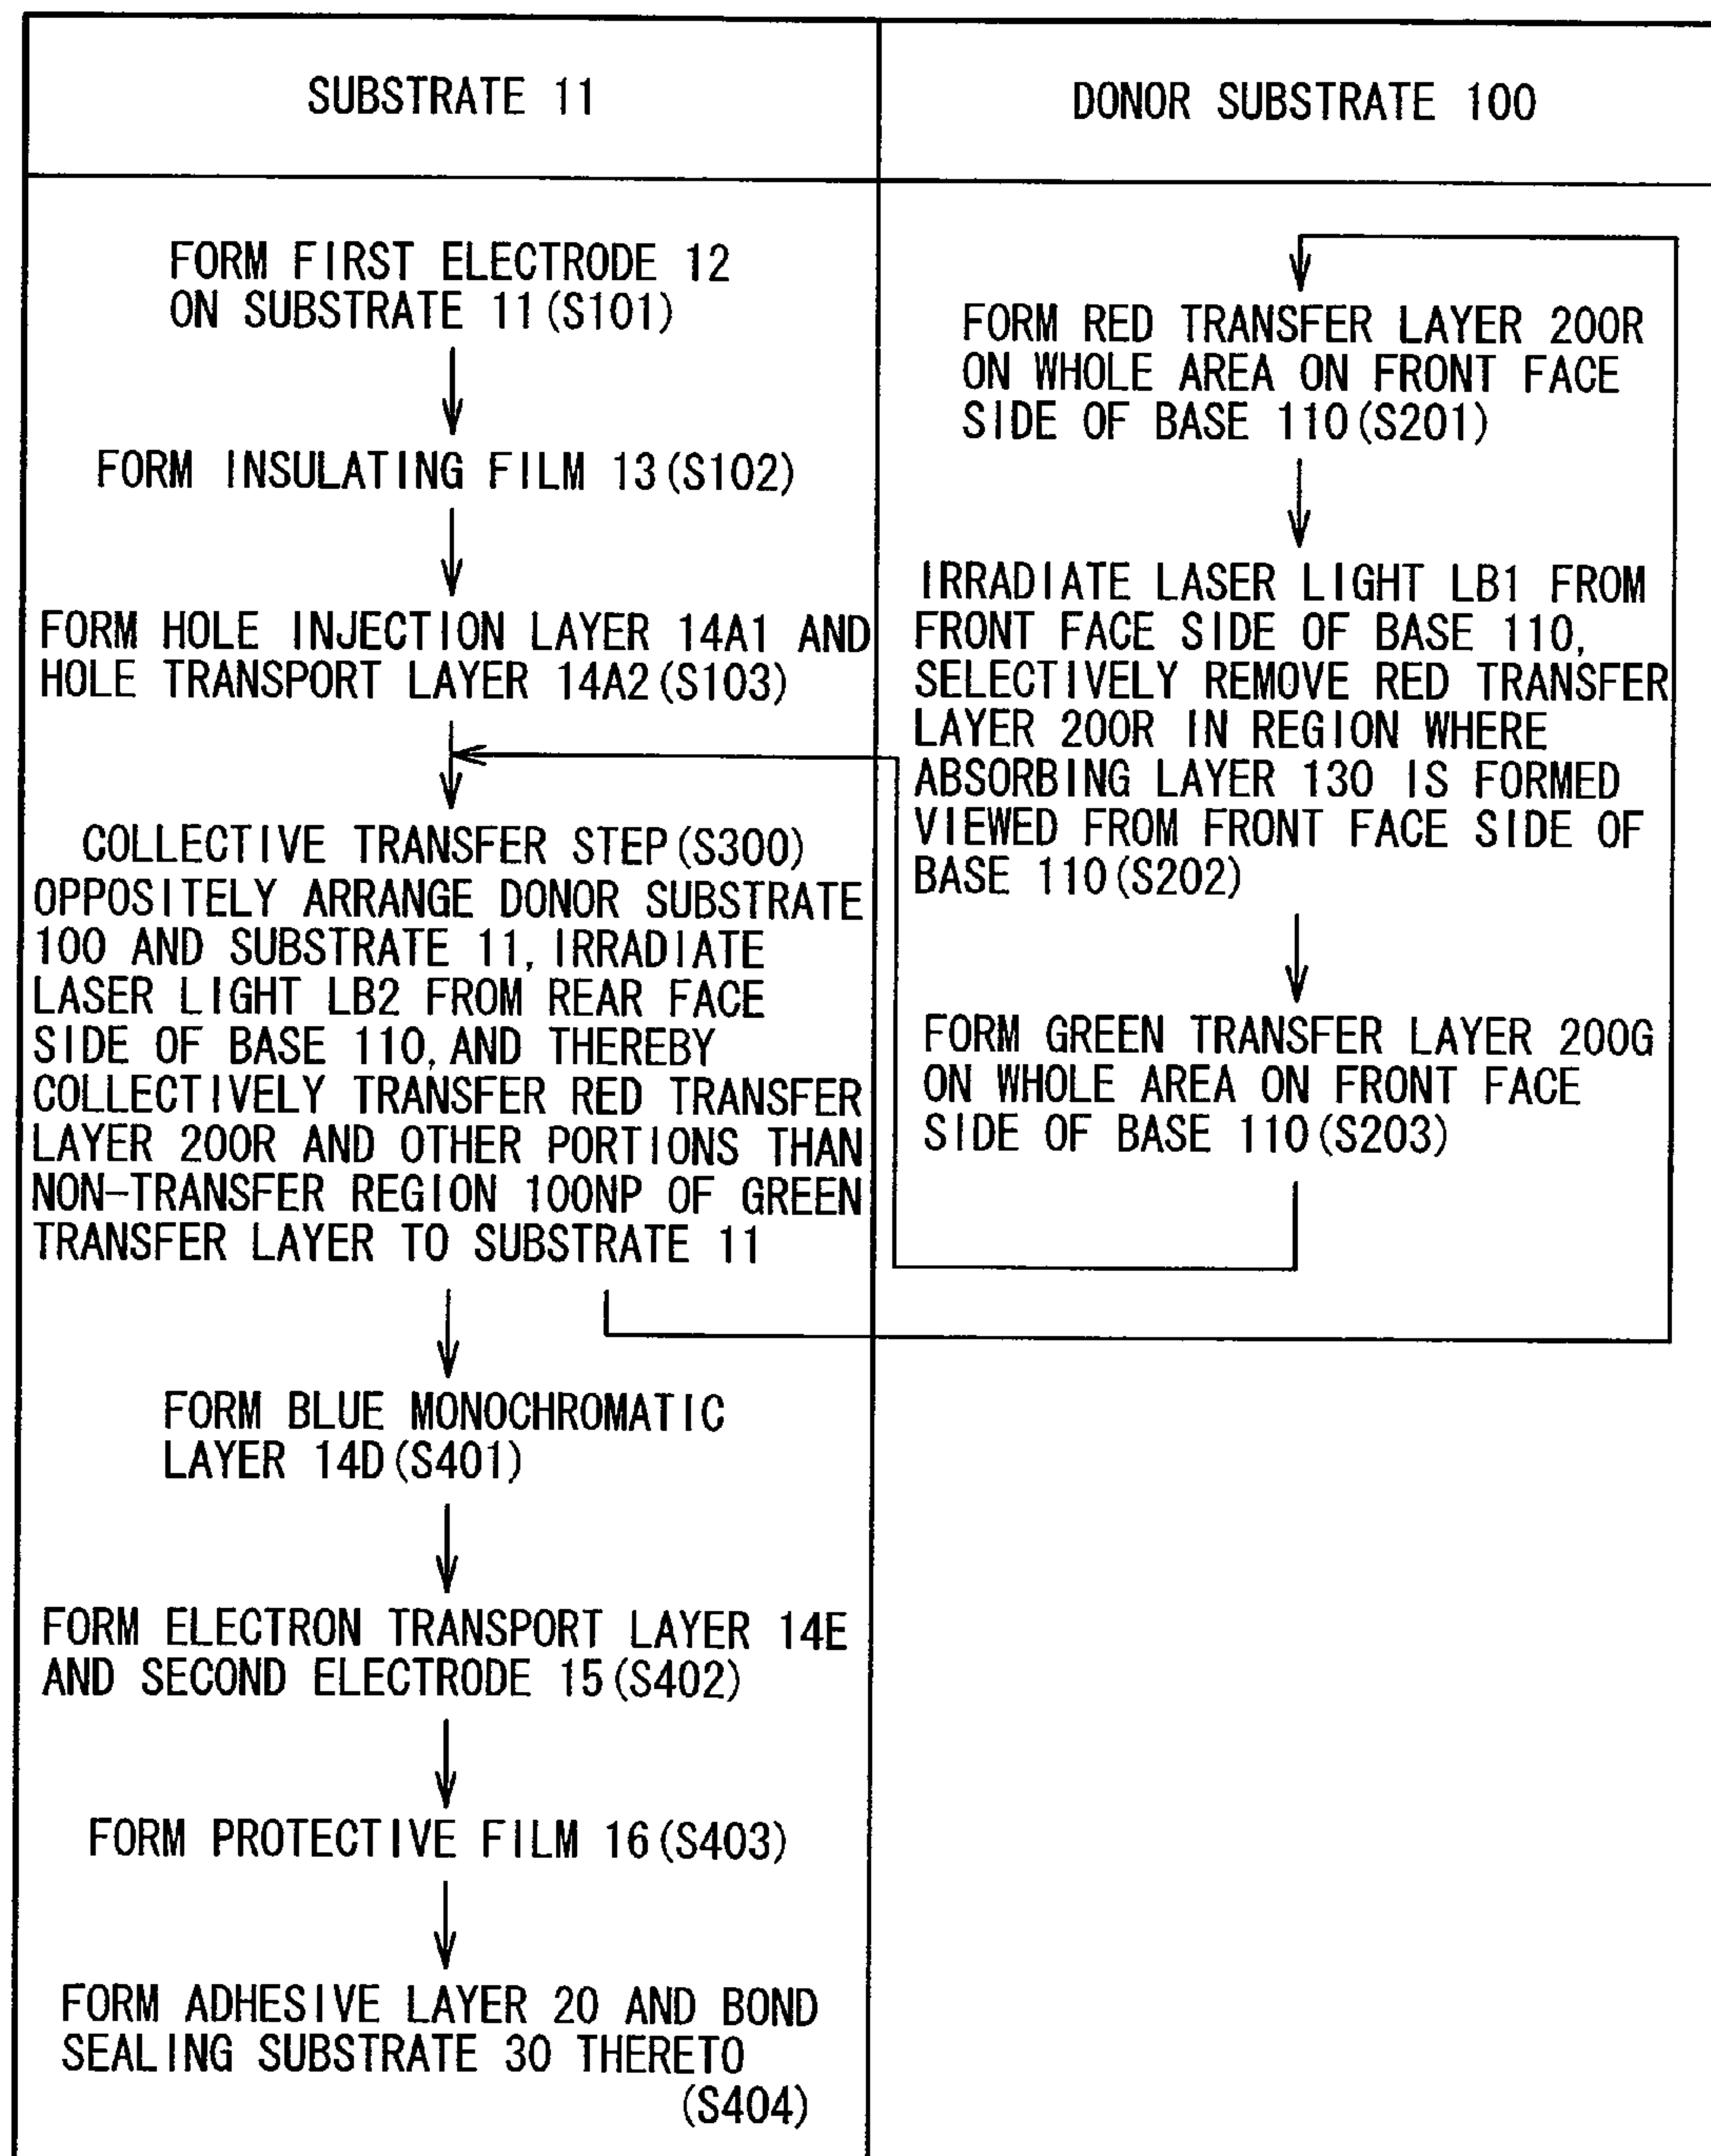 SUBSTRATE 11
DONOR SUBSTRATE 100
FORM FIRST ELECTRODE 12
ON SUBSTRATE 11(S101)
FORM INSULATING FILM 13(S102)
FORM HOLE INJECTION LAYER 14A1 AND
HOLE TRANSPORT LAYER 14A2(S103)
COLLECTIVE TRANSFER STEP(S300)
OPPOSITELY ARRANGE DONOR SUBSTRATE
100 AND SUBSTRATE 11, IRRADIATE
LASER LIGHT LB2 FROM REAR FACE
SIDE OF BASE 110, AND THEREBY
COLLECTIVELY TRANSFER RED TRANSFER
LAYER 200R AND OTHER PORTIONS THAN
NON-TRANSFER REGION 100NP OF GREEN
TRANSFER LAYER TO SUBSTRATE 11
FORM BLUE MONOCHROMATIC
LAYER 14D(S401)
FORM ELECTRON TRANSPORT LAYER 14E
AND SECOND ELECTRODE 15(S402)
FORM PROTECTIVE FILM 16(S403)
FORM ADHESIVE LAYER 20 AND BOND
SEALING SUBSTRATE 30 THERETO
(S404)
FORM RED TRANSFER LAYER 200R
ON WHOLE AREA ON FRONT FACE
SIDE OF BASE 110(S201)
IRRADIATE LASER LIGHT LB1 FROM
FRONT FACE SIDE OF BASE 110,
SELECTIVELY REMOVE RED TRANSFER
LAYER 200R IN REGION WHERE
ABSORBING LAYER 130 IS FORMED
VIEWED FROM FRONT FACE SIDE OF
BASE 110(S202)
FORM GREEN TRANSFER LAYER 200G
ON WHOLE AREA ON FRONT FACE
SIDE OF BASE 110(S203)